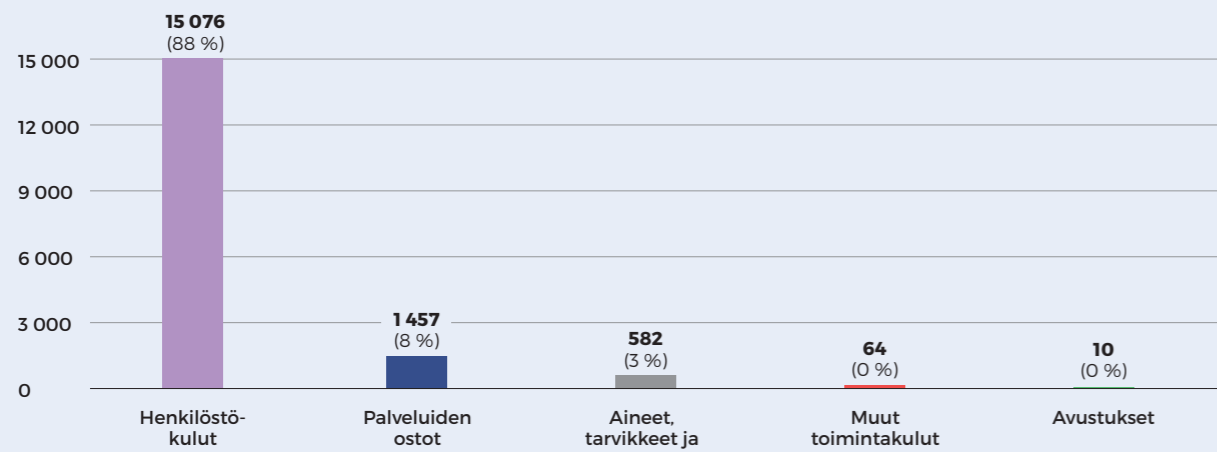 15 076
(88 %)
15 000
12 000
9 000
6 000
3 000
0
1 457
(8 %)
582
(3 %)
64
(0 %)
10
(0 %)
Henkilöstö-
kulut
Palveluiden
ostot
Aineet,
tarvikkeet ja
Muut
toimintakulut
Avustukset